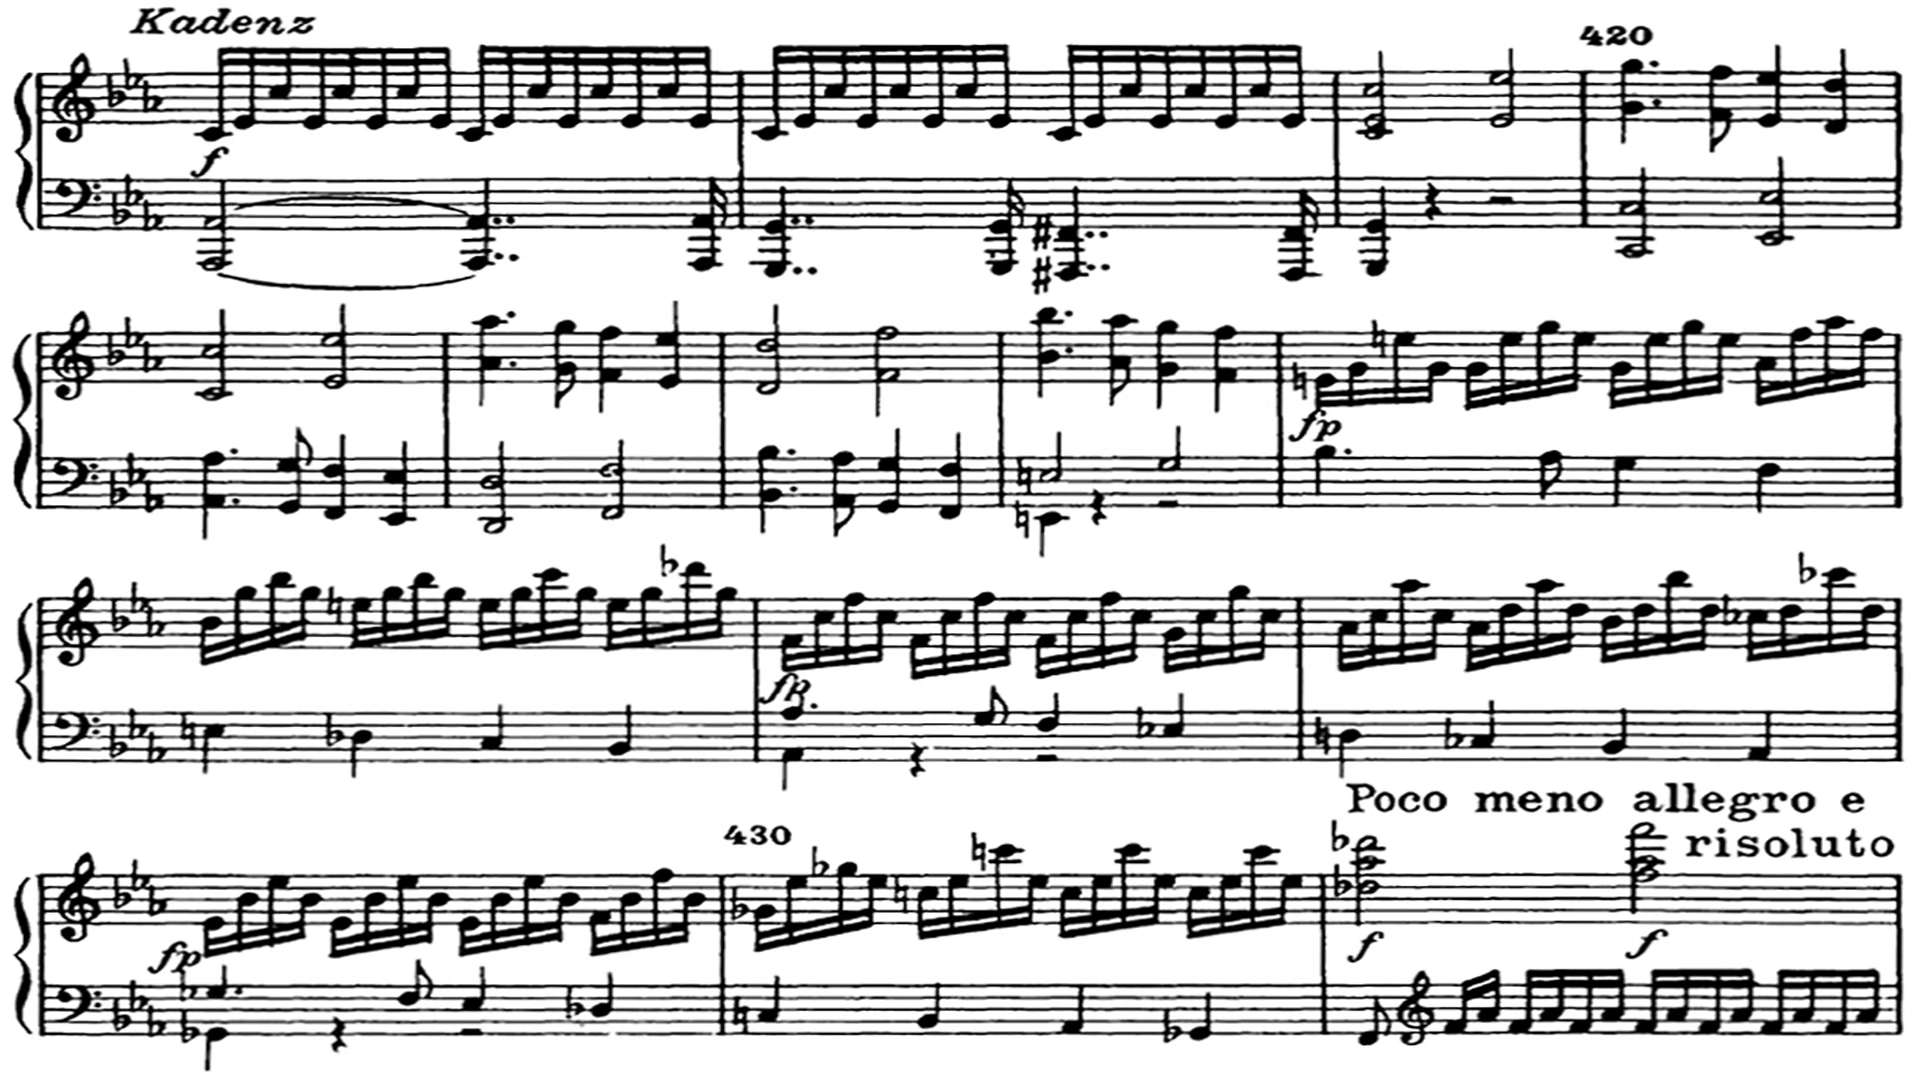 Kadenz
420
f
fp
fp
430
Poco meno allegro e
risoluto
fp
f f